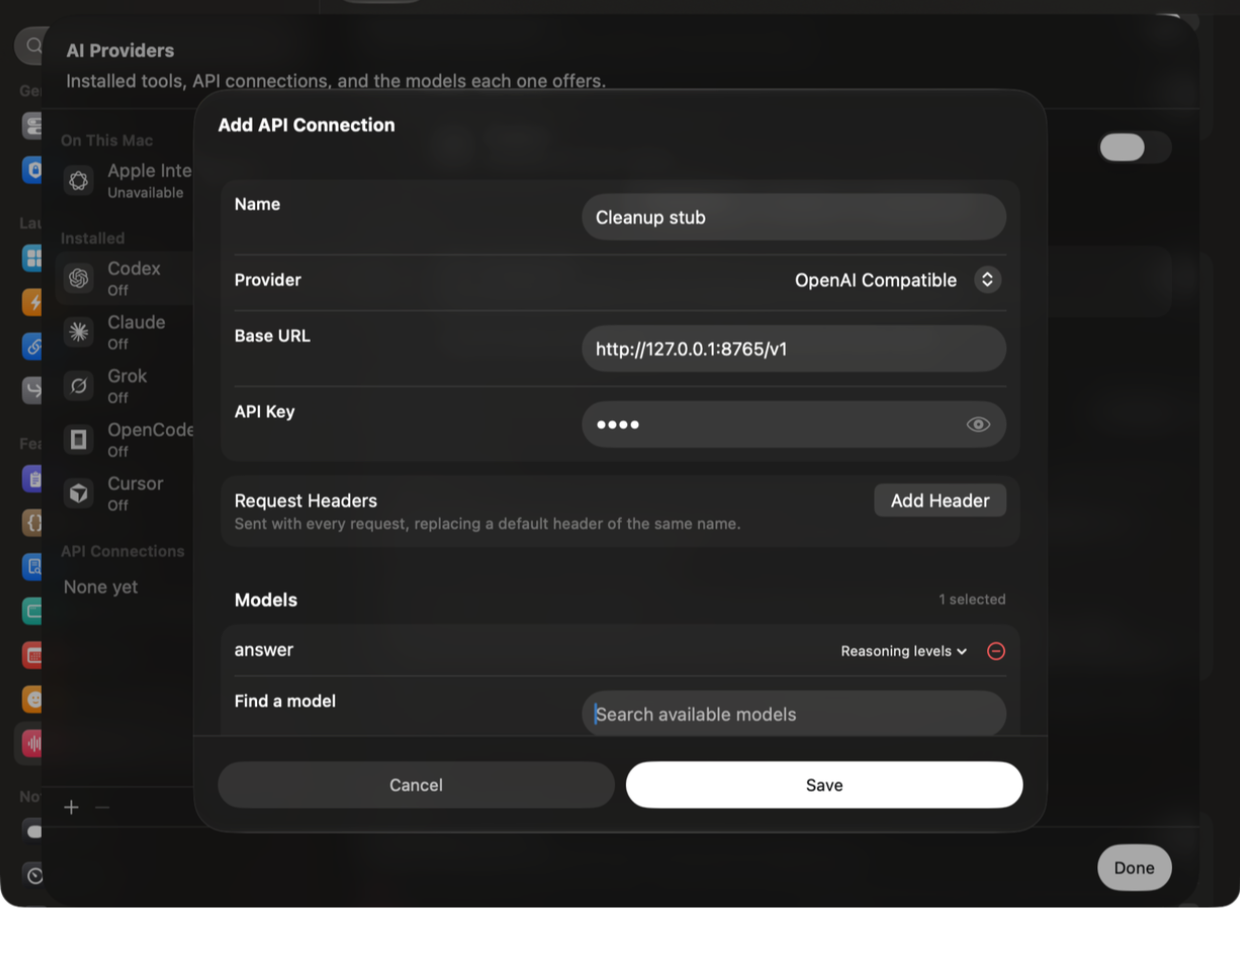 AI Providers
Installed tools, API connections, and the models each one offers.
Add API Connection
On This Mac
Apple Inte
Unavailable
Installed
Codex
Off
Claude
Off
Grok
Off
OpenCode
Off
Cursor
Off
API Connections
None yet
Name
Cleanup stub
Provider
OpenAI Compatible
Base URL
http://127.0.0.1:8765/v1
API Key
••••
Request Headers
Add Header
Sent with every request, replacing a default header of the same name.
Models
1 selected
answer
Reasoning levels
Find a model
Search available models
Cancel
Save
Done